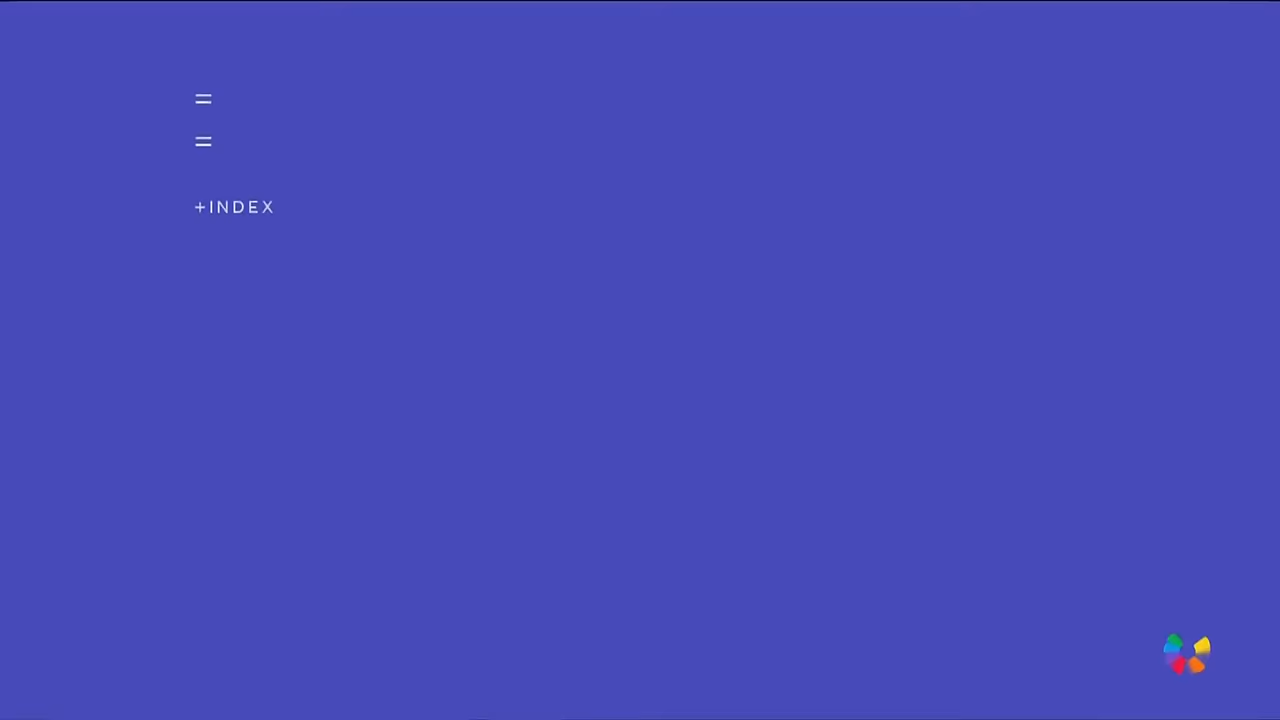 =
=
+INDEX